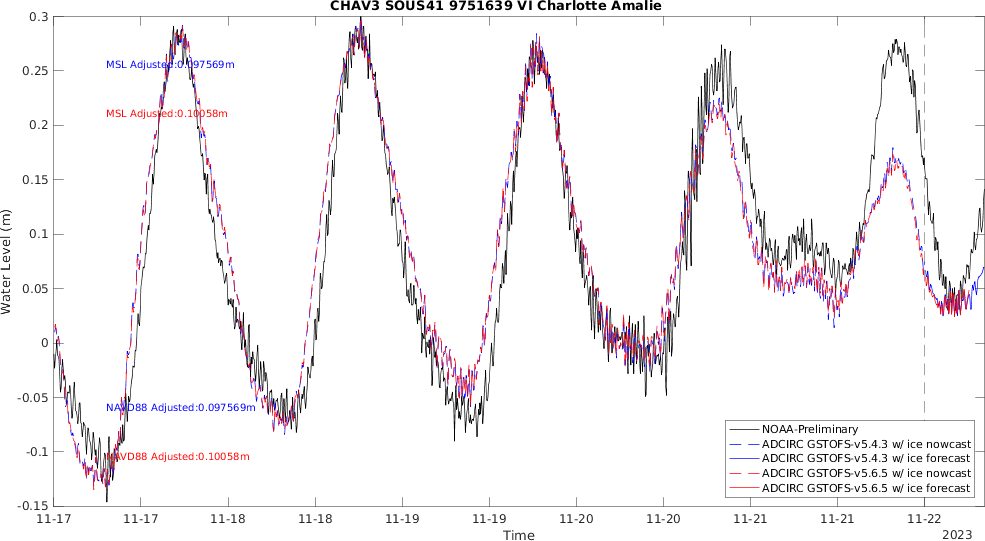 CHAV3 SOUS41 9751639 VI Charlotte Amalie
0.3
0.25
0.2
0.15
0.1
0.05
0
-0.05
-0.1
-0.15
Water Level (m)
MSL Adjusted:0.097569m
MSL Adjusted:0.10058m
NAVD88 Adjusted:0.097569m
NAVD88 Adjusted:0.10058m
NOAA-Preliminary
ADCIRC GSTOFS-v5.4.3 w/ ice nowcast
ADCIRC GSTOFS-v5.4.3 w/ ice forecast
ADCIRC GSTOFS-v5.6.5 w/ ice nowcast
ADCIRC GSTOFS-v5.6.5 w/ ice forecast
11-17 11-17 11-18 11-18 11-19 11-19 11-20 11-20 11-21 11-21 11-22
Time
2023